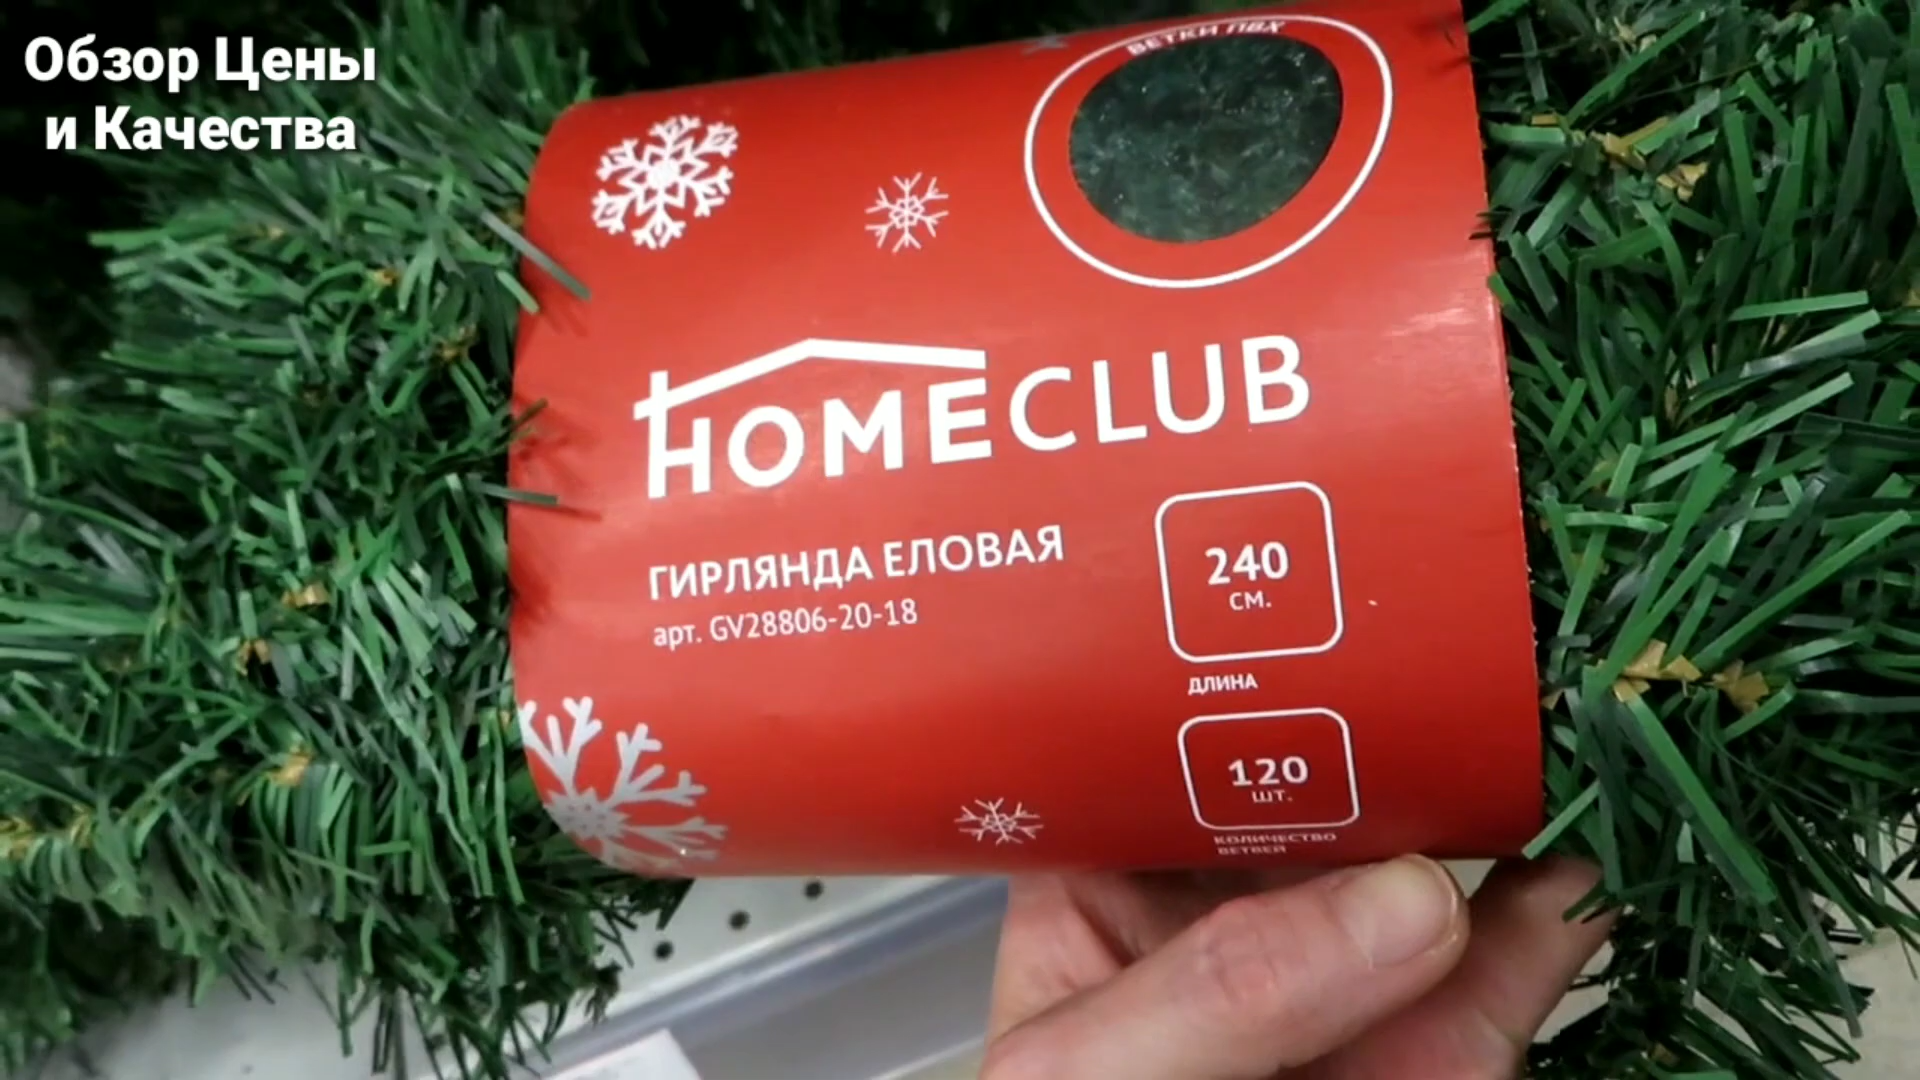 Обзор Цены
и Качества
ВЕТКИ ПВХ
HOMECLUB
ГИРЛЯНДА ЕЛОВАЯ
арт. GV28806-20-18
240
СМ.
ДЛИНА
120
ШТ.
КОЛИЧЕСТВО
ВЕТВЕЙ